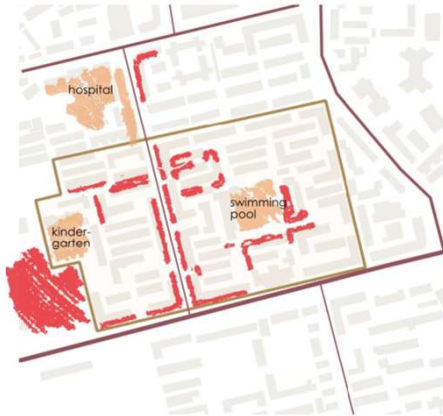 hospital
swimming
pool
kinder-
garten